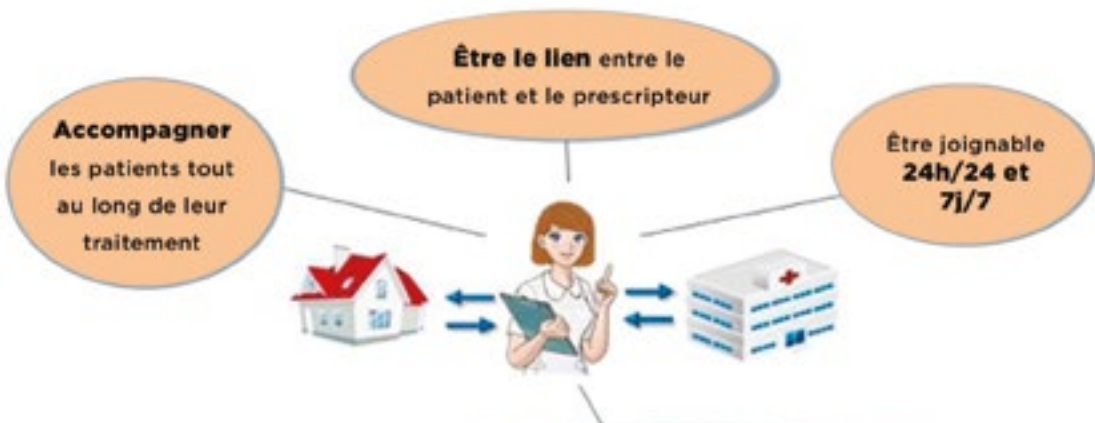 Être le lien entre le
patient et le prescripteur
Accompagner
les patients tout
au long de leur
traitement
Être joignable
24h/24 et
7j/7